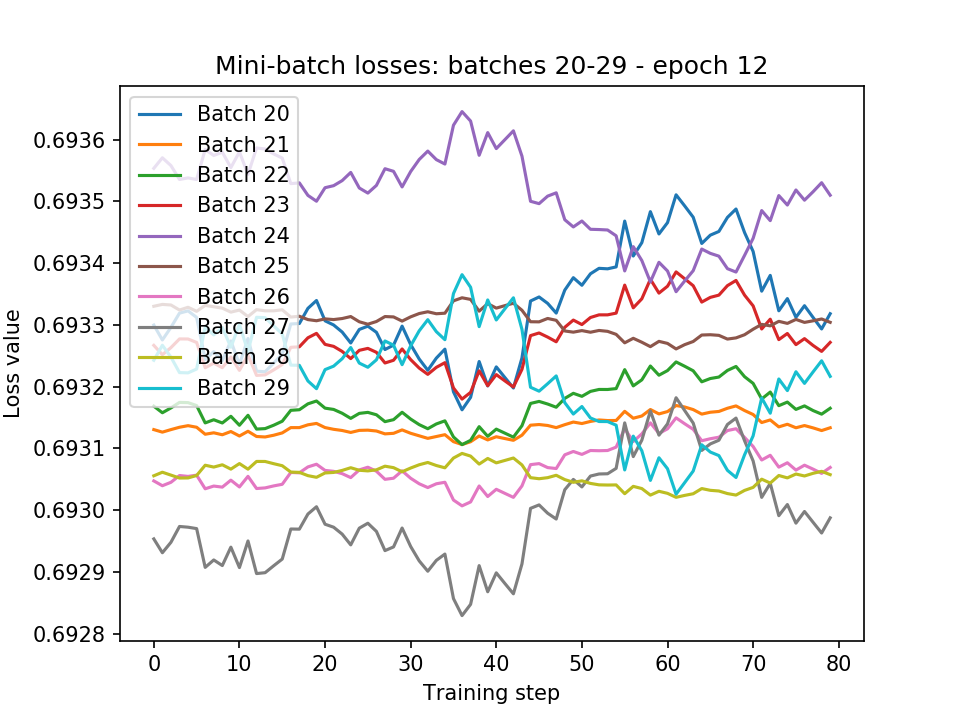 Mini-batch losses: batches 20-29 - epoch 12
Loss value
0.6936
0.6935
0.6934
0.6933
0.6932
0.6931
0.6930
0.6929
0.6928
Batch 20
Batch 21
Batch 22
Batch 23
Batch 24
Batch 25
Batch 26
Batch 27
Batch 28
Batch 29
0 10 20 30 40 50 60 70 80
Training step